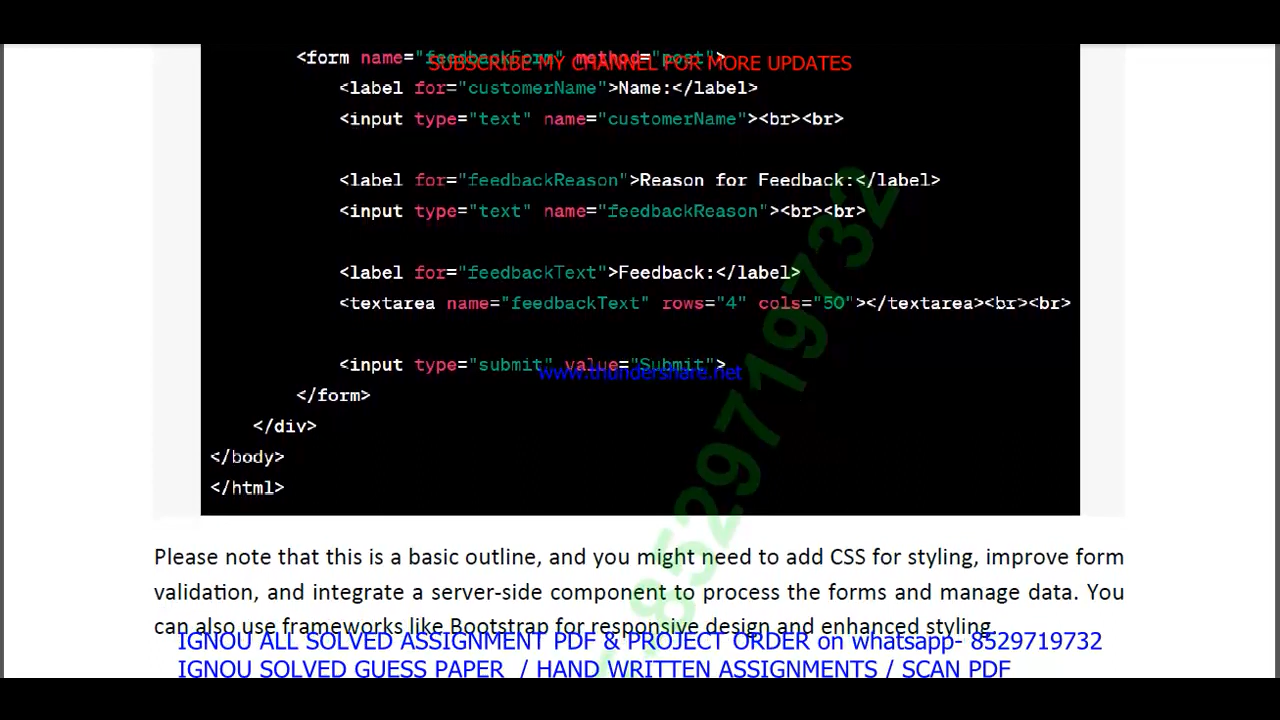 <form name="feedbackForm" method="post">
SUBSCRIBE MY CHANNEL FOR MORE UPDATES
<label for="customerName">Name:</label>
<input type="text" name="customerName"><br><br>
<label for="feedbackReason">Reason for Feedback:</label>
<input type="text" name="feedbackReason"><br><br>
<label for="feedbackText">Feedback:</label>
<textarea name="feedbackText" rows="4" cols="50"></textarea><br><br>
<input type="submit" value="Submit">
www.thundershare.net
</form>
</div>
</body>
</html>
8529719732
Please note that this is a basic outline, and you might need to add CSS for styling, improve form
validation, and integrate a server-side component to process the forms and manage data. You
can also use frameworks like Bootstrap for responsive design and enhanced styling.
IGNOU ALL SOLVED ASSIGNMENT PDF & PROJECT ORDER on whatsapp- 8529719732
IGNOU SOLVED GUESS PAPER / HAND WRITTEN ASSIGNMENTS / SCAN PDF